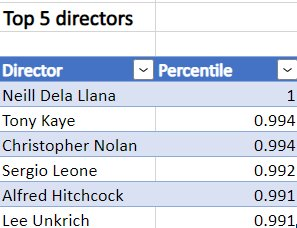 Top 5 directors
Director Percentile
Neill Dela Llana 1
Tony Kaye 0.994
Christopher Nolan 0.994
Sergio Leone 0.992
Alfred Hitchcock 0.991
Lee Unkrich 0.991